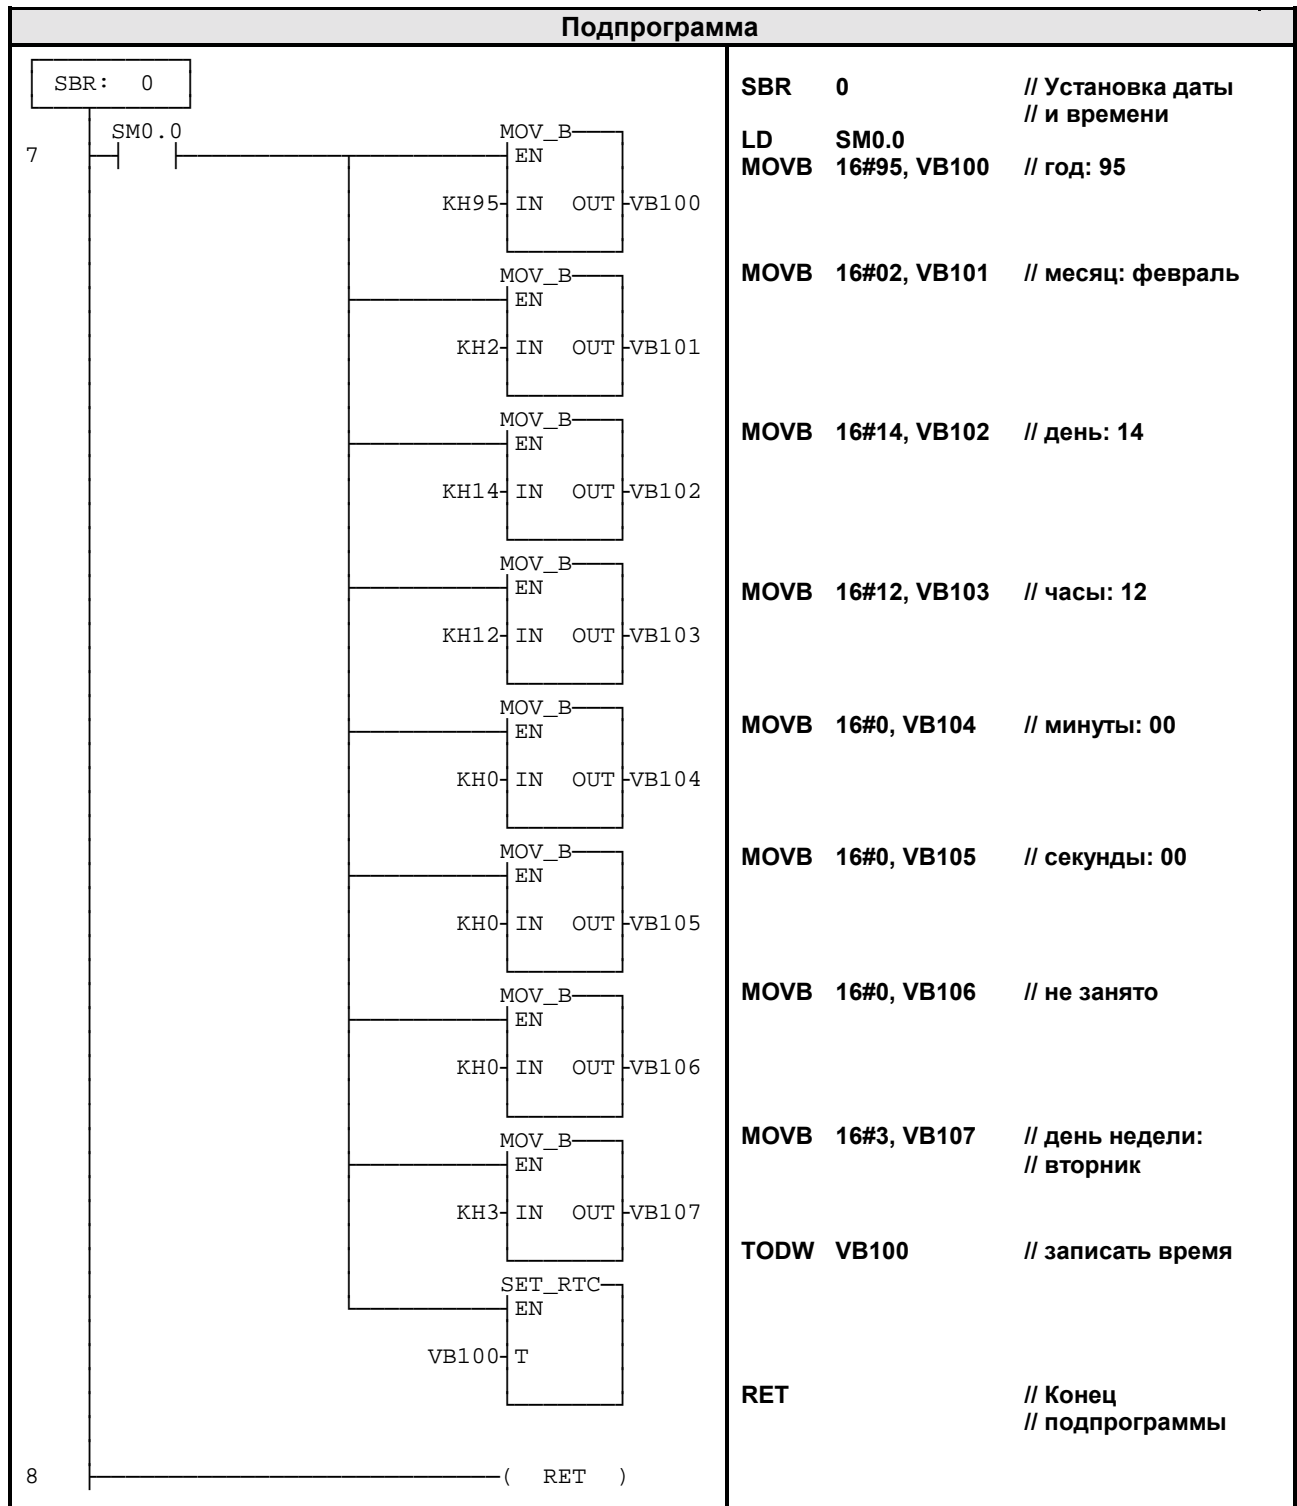 Подпрограмма
SBR: 0
SM0.0
7
MOV_B
EN
KH95 IN OUT VB100
MOV_B
EN
KH2 IN OUT VB101
MOV_B
EN
KH14 IN OUT VB102
MOV_B
EN
KH12 IN OUT VB103
MOV_B
EN
KH0 IN OUT VB104
MOV_B
EN
KH0 IN OUT VB105
MOV_B
EN
KH0 IN OUT VB106
MOV_B
EN
KH3 IN OUT VB107
SET_RTC
EN
VB100 T
8 ( RET )
SBR 0 // Установка даты
// и времени
LD SM0.0
MOVB 16#95, VB100 // год: 95
MOVB 16#02, VB101 // месяц: февраль
MOVB 16#14, VB102 // день: 14
MOVB 16#12, VB103 // часы: 12
MOVB 16#0, VB104 // минуты: 00
MOVB 16#0, VB105 // секунды: 00
MOVB 16#0, VB106 // не занято
MOVB 16#3, VB107 // день недели:
// вторник
TODW VB100 // записать время
RET // Конец
// подпрограммы